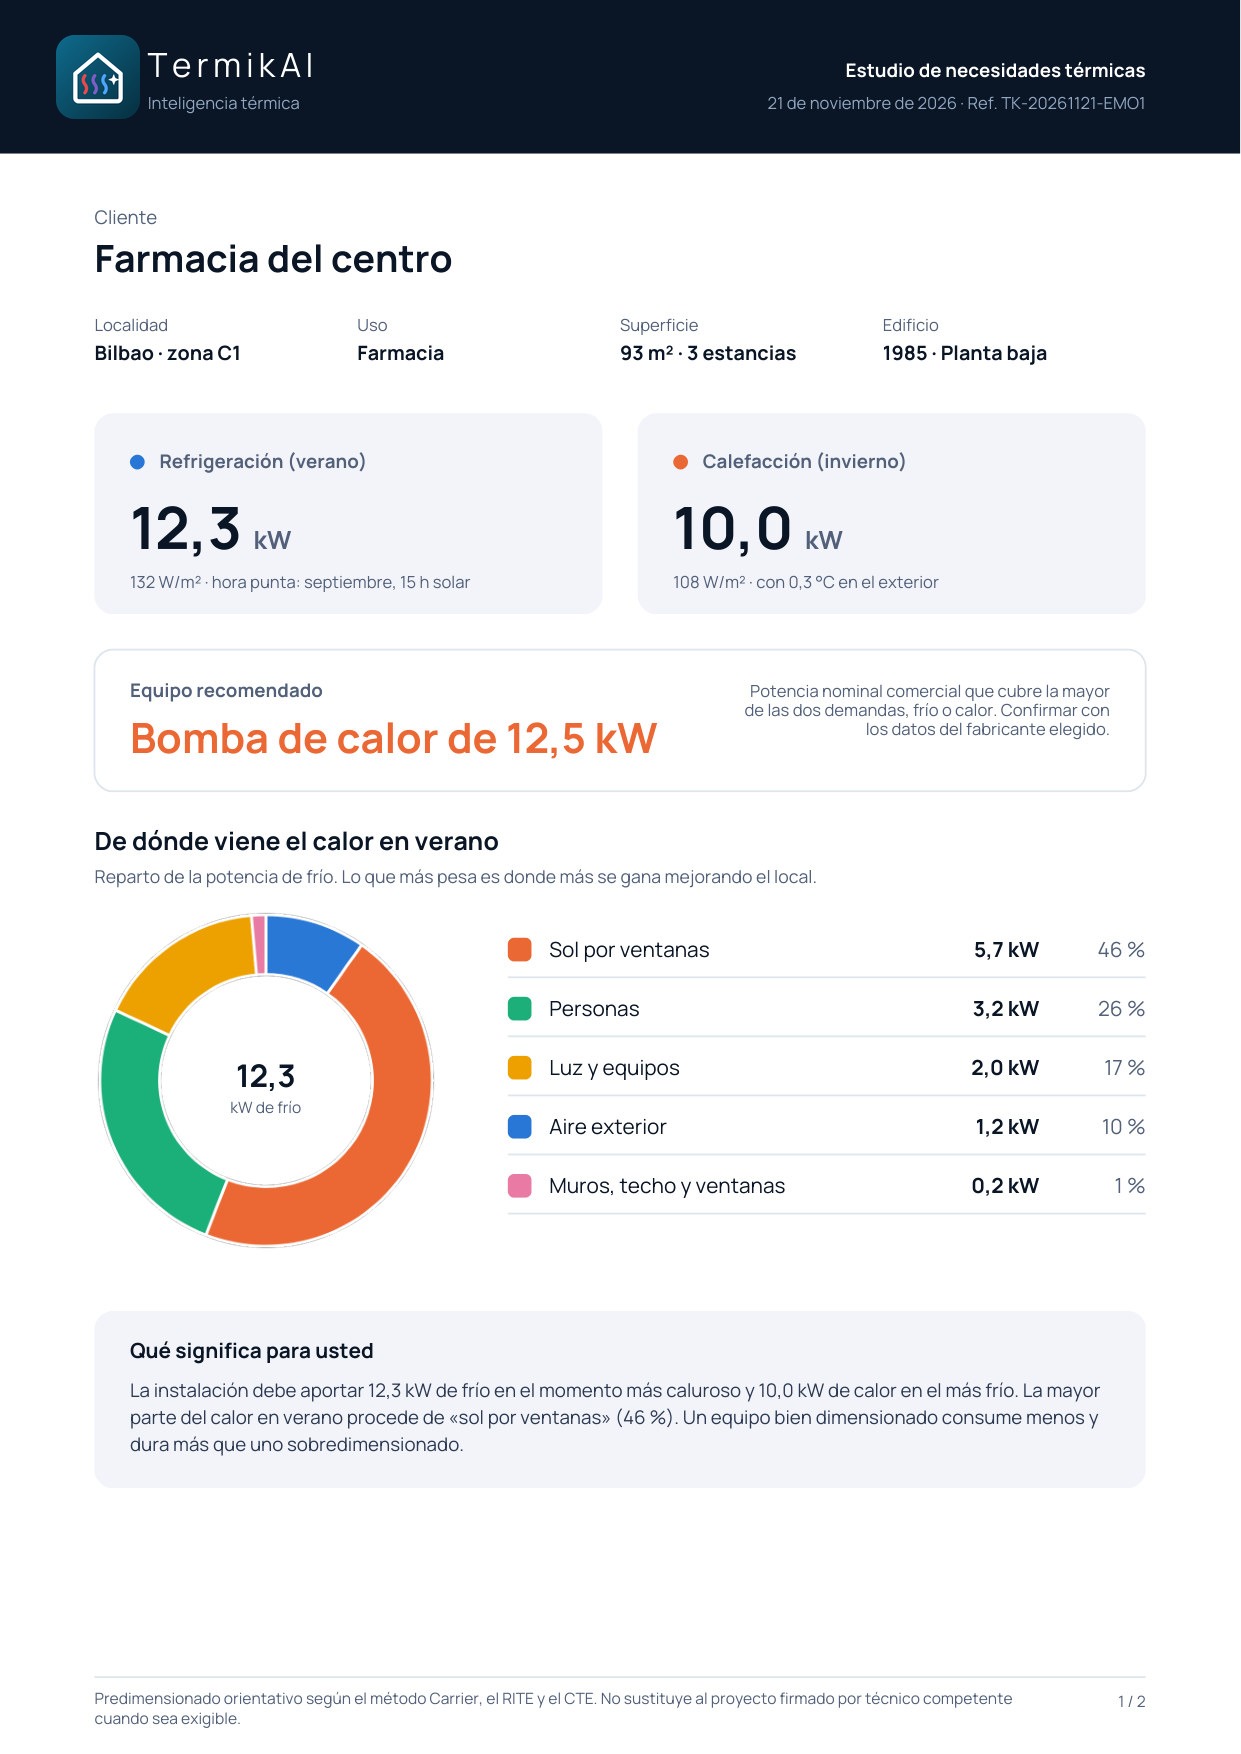 TermikAI
Inteligencia térmica
Estudio de necesidades térmicas
21 de noviembre de 2026 · Ref. TK-20261121-EMO1
Cliente
Farmacia del centro
Localidad
Bilbao · zona C1
Uso
Farmacia
Superficie
93 m² · 3 estancias
Edificio
1985 · Planta baja
Refrigeración (verano)
12,3 kW
132 W/m² · hora punta: septiembre, 15 h solar
Calefacción (invierno)
10,0 kW
108 W/m² · con 0,3 °C en el exterior
Equipo recomendado
Bomba de calor de 12,5 kW
Potencia nominal comercial que cubre la mayor
de las dos demandas, frío o calor. Confirmar con
los datos del fabricante elegido.
De dónde viene el calor en verano
Reparto de la potencia de frío. Lo que más pesa es donde más se gana mejorando el local.
12,3
kW de frío
Sol por ventanas 5,7 kW 46 %
Personas 3,2 kW 26 %
Luz y equipos 2,0 kW 17 %
Aire exterior 1,2 kW 10 %
Muros, techo y ventanas 0,2 kW 1 %
Qué significa para usted
La instalación debe aportar 12,3 kW de frío en el momento más caluroso y 10,0 kW de calor en el más frío. La mayor
parte del calor en verano procede de «sol por ventanas» (46 %). Un equipo bien dimensionado consume menos y
dura más que uno sobredimensionado.
Predimensionado orientativo según el método Carrier, el RITE y el CTE. No sustituye al proyecto firmado por técnico competente
cuando sea exigible.
1 / 2